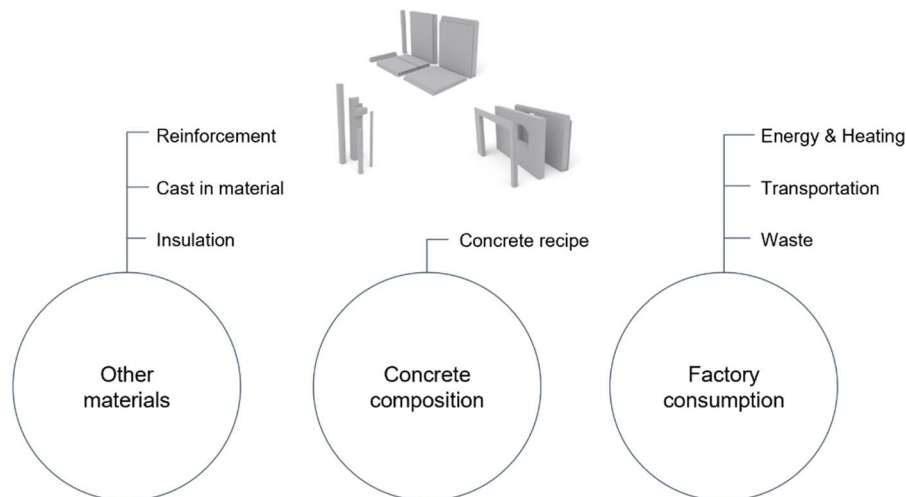 Reinforcement
Cast in material
Insulation
Other
materials
Concrete recipe
Concrete
composition
Energy & Heating
Transportation
Waste
Factory
consumption